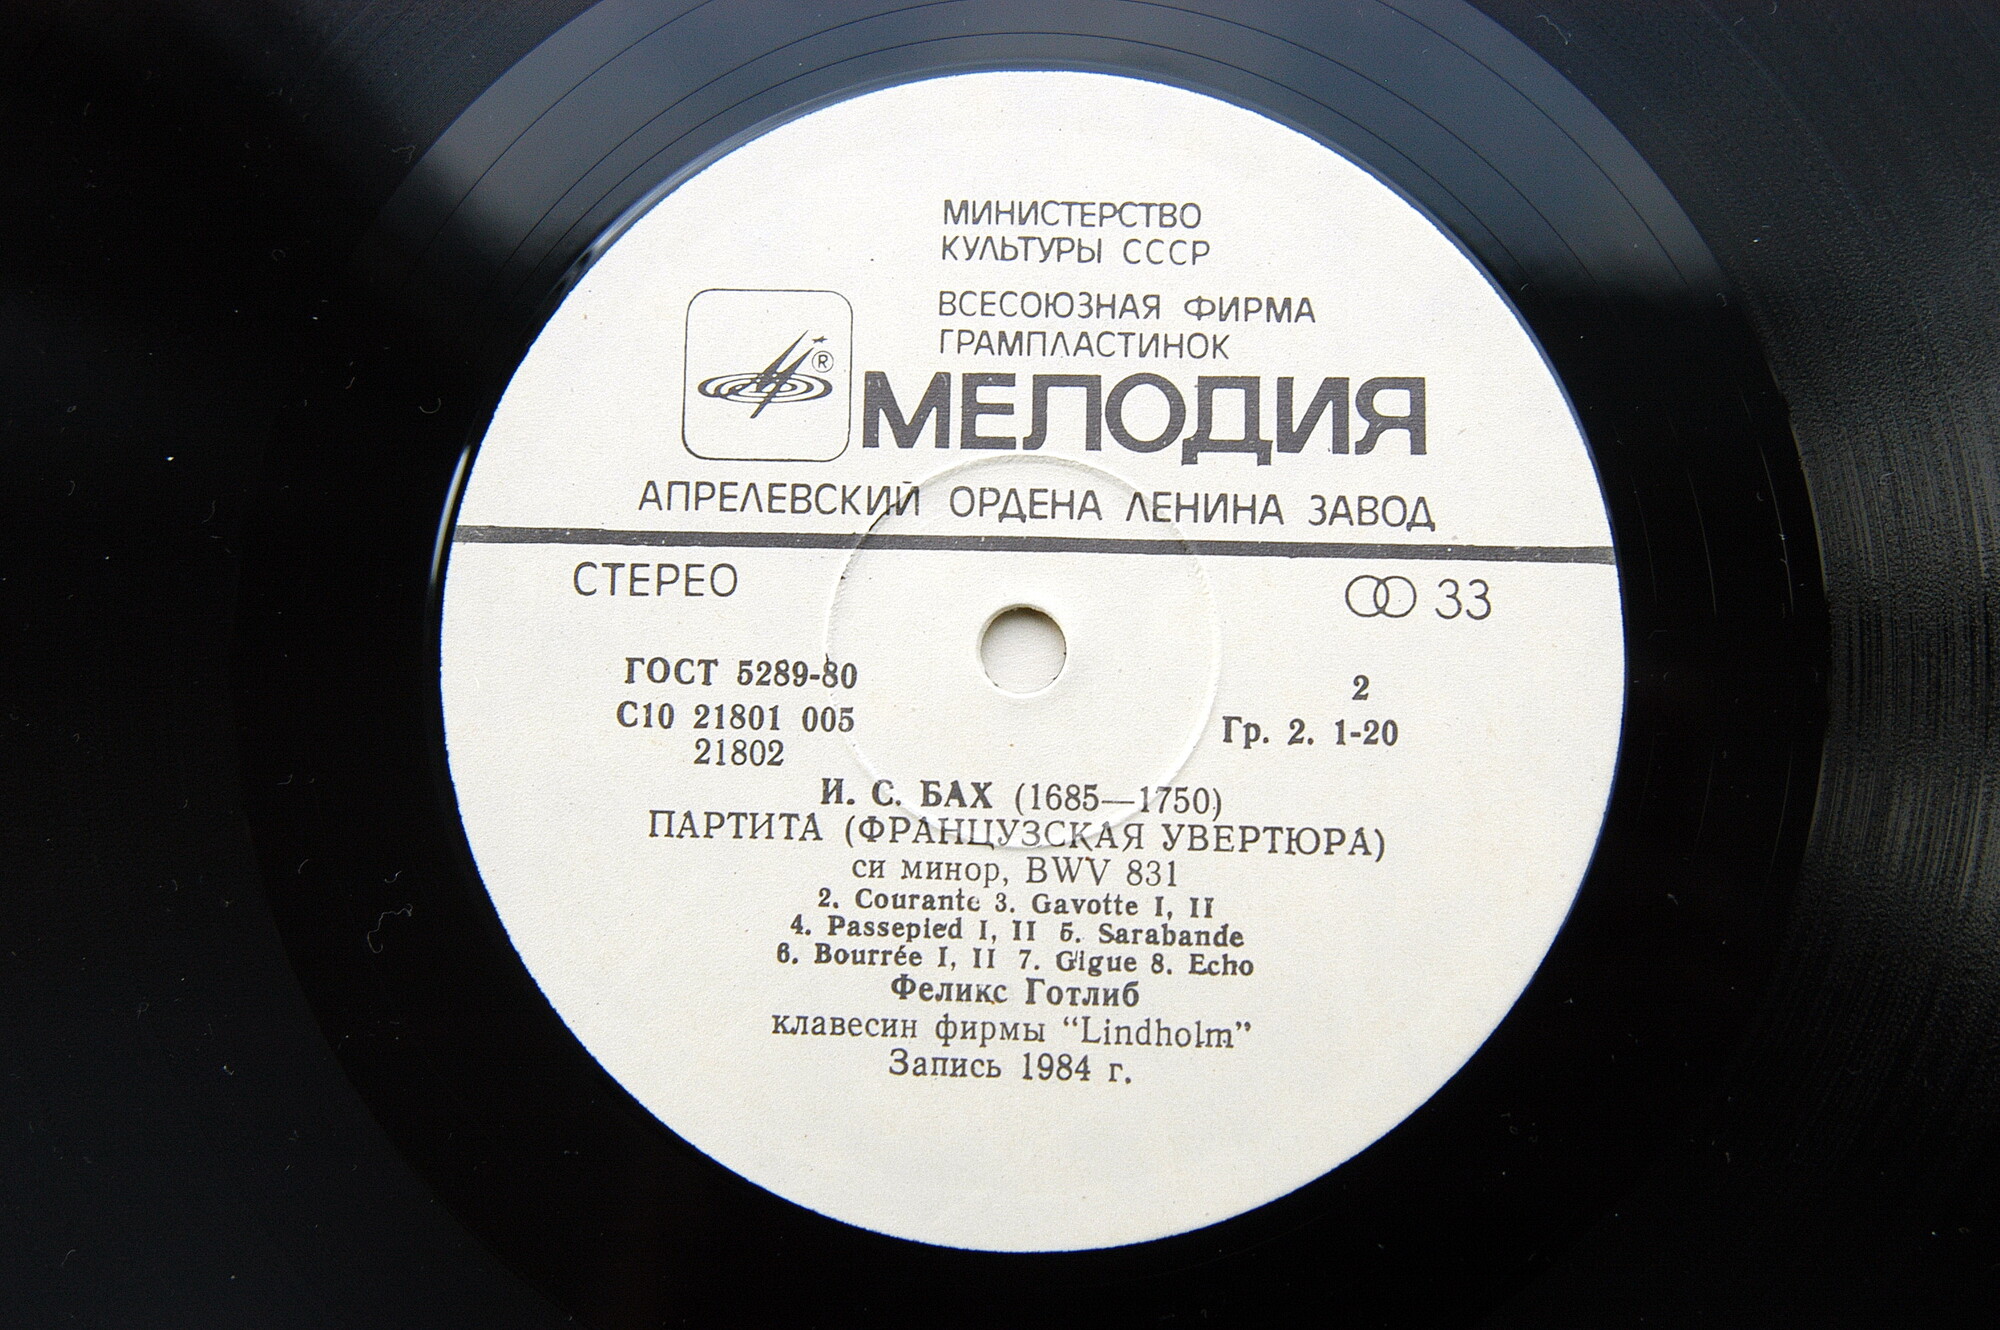 МИНИСТЕРСТВО
КУЛЬТУРЫ СССР
ВСЕСОЮЗНАЯ ФИРМА
ГРАМПЛАСТИНОК
®
МЕЛОДИЯ
АПРЕЛЕВСКИЙ ОРДЕНА ЛЕНИНА ЗАВОД
СТЕРЕО
33
ГОСТ 5289-80
2
С10 21801 005
Гр. 2. 1-20
21802
И. С. БАХ (1685—1750)
ПАРТИТА (ФРАНЦУЗСКАЯ УВЕРТЮРА)
си минор, BWV 831
2. Courante 3. Gavotte I, II
4. Passepied I, II 5. Sarabande
6. Bourrée I, II 7. Gigue 8. Echo
Феликс Готлиб
клавесин фирмы “Lindholm”
Запись 1984 г.